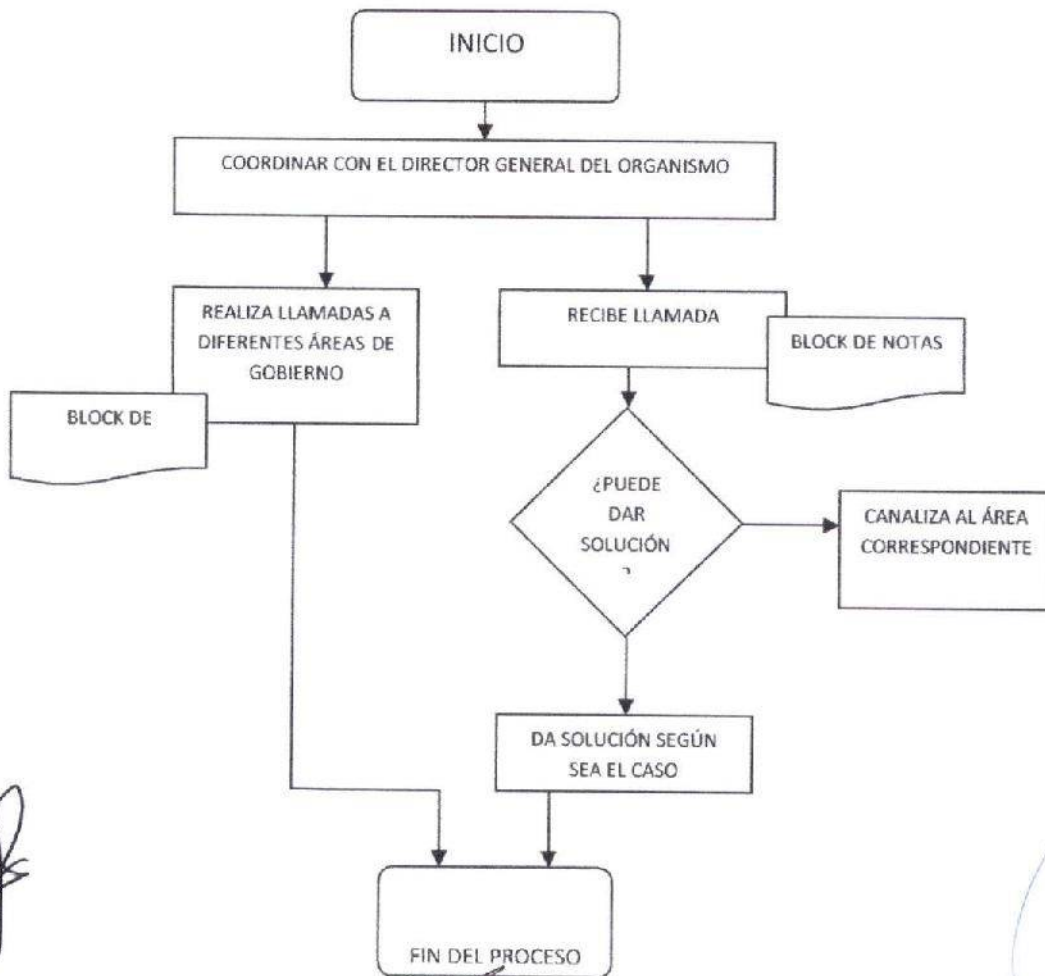 INICIO
COORDINAR CON EL DIRECTOR GENERAL DEL ORGANISMO
REALIZA LLAMADAS A
DIFERENTES ÁREAS DE
GOBIERNO
BLOCK DE
RECIBE LLAMADA
BLOCK DE NOTAS
¿PUEDE
DAR
SOLUCIÓN
CANALIZA AL ÁREA
CORRESPONDIENTE
DA SOLUCIÓN SEGÚN
SEA EL CASO
FIN DEL PROCESO